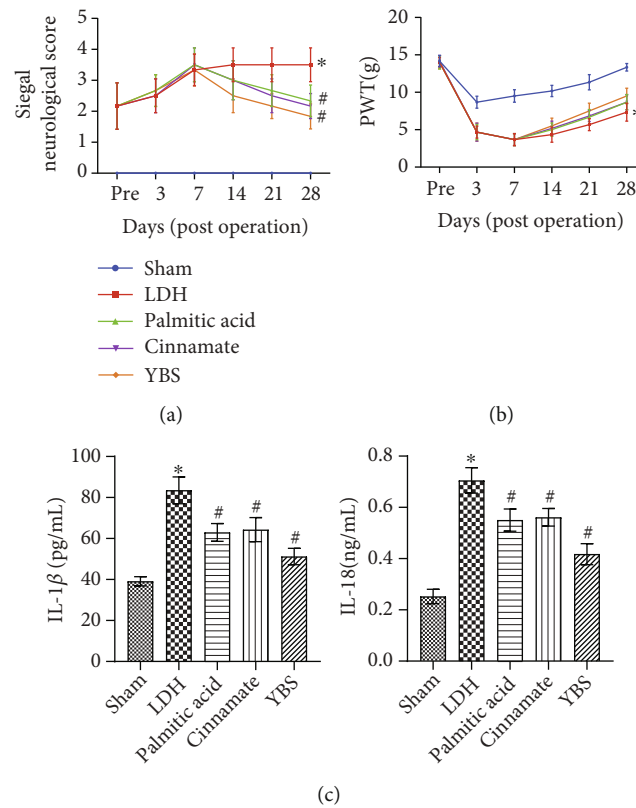 5
4
3
2
1
0
Siegal
neurological score
*
#
#
Pre 3 7 14 21 28
Days (post operation)
20
15
10
5
0
PWT(g)
*
Pre 3 7 14 21 28
Days (post operation)
Sham
LDH
Palmitic acid
Cinnamate
YBS
(a)
(b)
100
80
60
40
20
0
IL-1β (pg/mL)
*
#
#
#
Sham
LDH
Palmitic acid
Cinnamate
YBS
0.8
0.6
0.4
0.2
0.0
IL-18(ng/mL)
*
#
#
#
Sham
LDH
Palmitic acid
Cinnamate
YBS
(c)